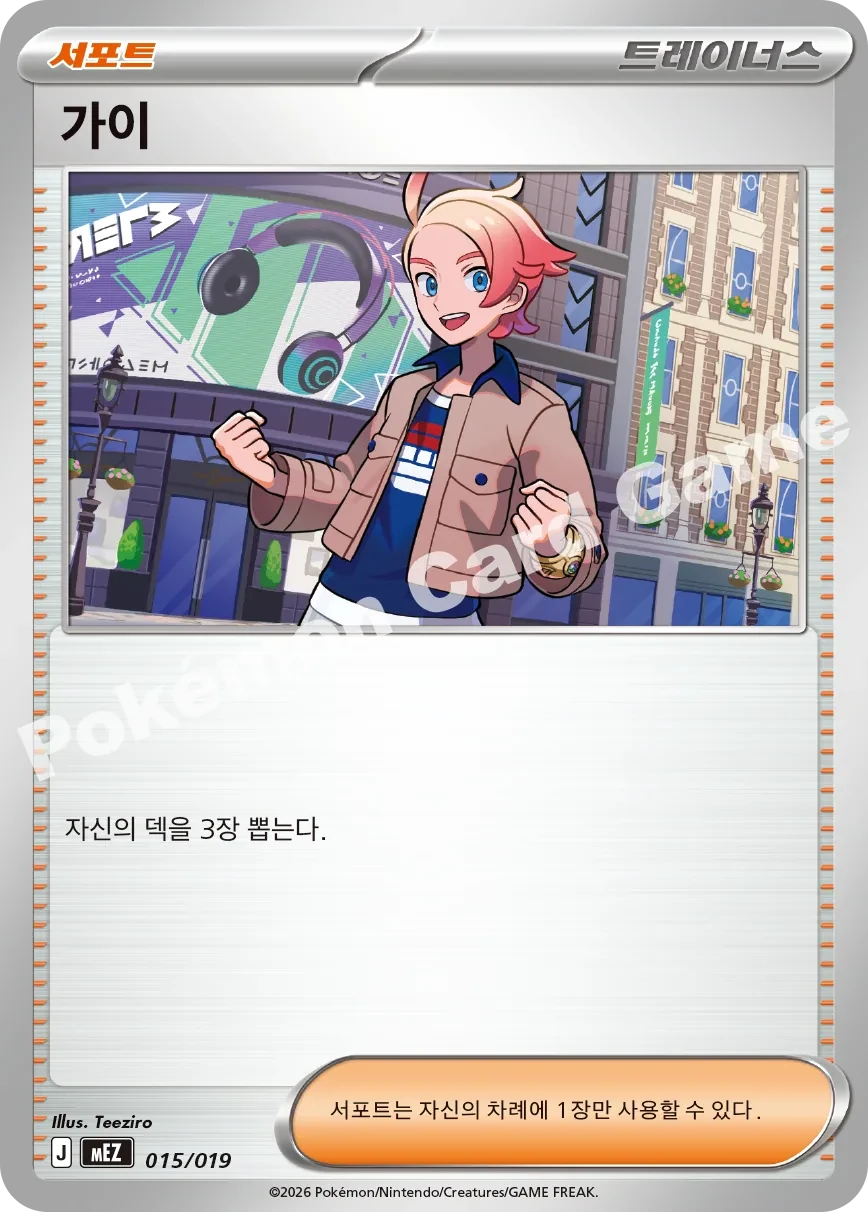 서포트
트레이너스
가이
Pokémon Card Game
자신의 덱을 3장 뽑는다.
서포트는 자신의 차례에 1장만 사용할 수 있다.
Illus. Teeziro
J mEZ 015/019
©2026 Pokémon/Nintendo/Creatures/GAME FREAK.